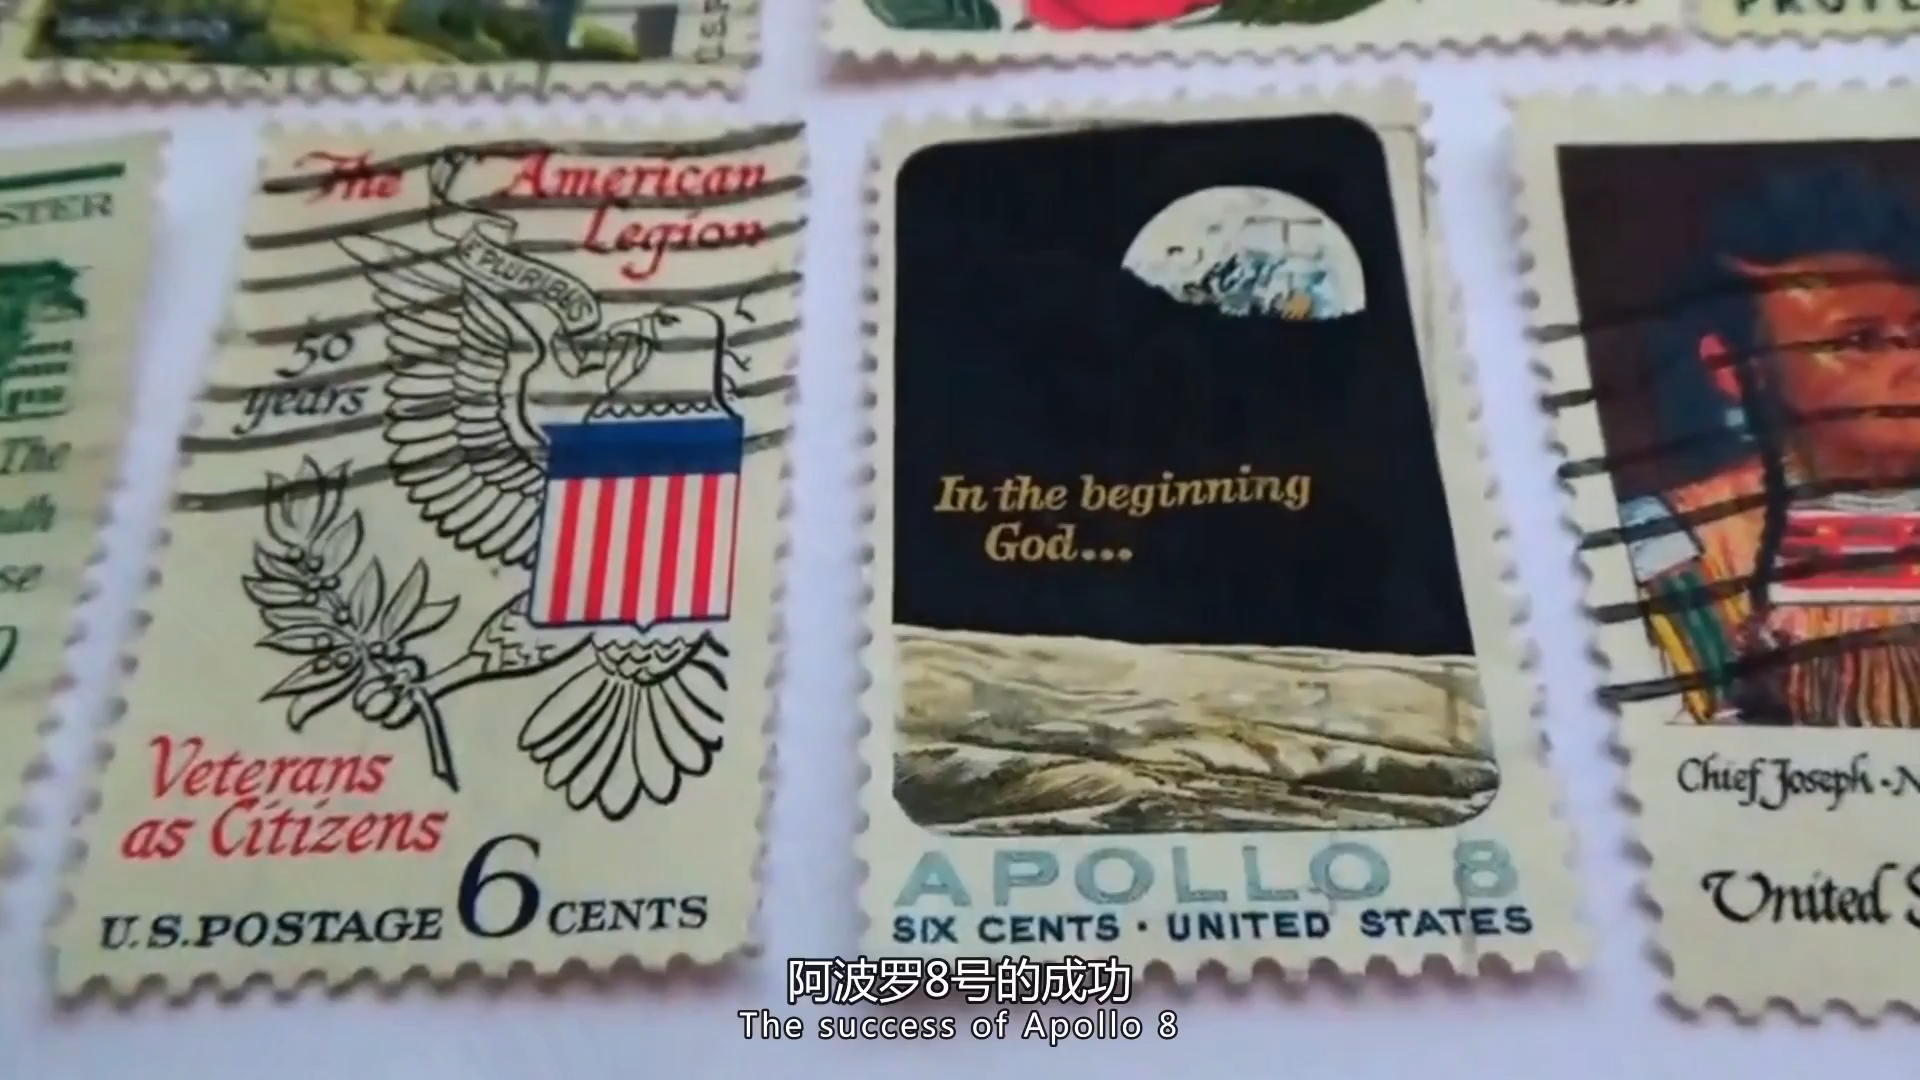 STER
The
The American
Legion
E PLURIBUS
50
years
Veterans
as Citizens
U.S. POSTAGE 6 CENTS
In the beginning
God...
APOLLO 8
SIX CENTS · UNITED STATES
Chief Joseph
United
阿波罗8号的成功
The success of Apollo 8